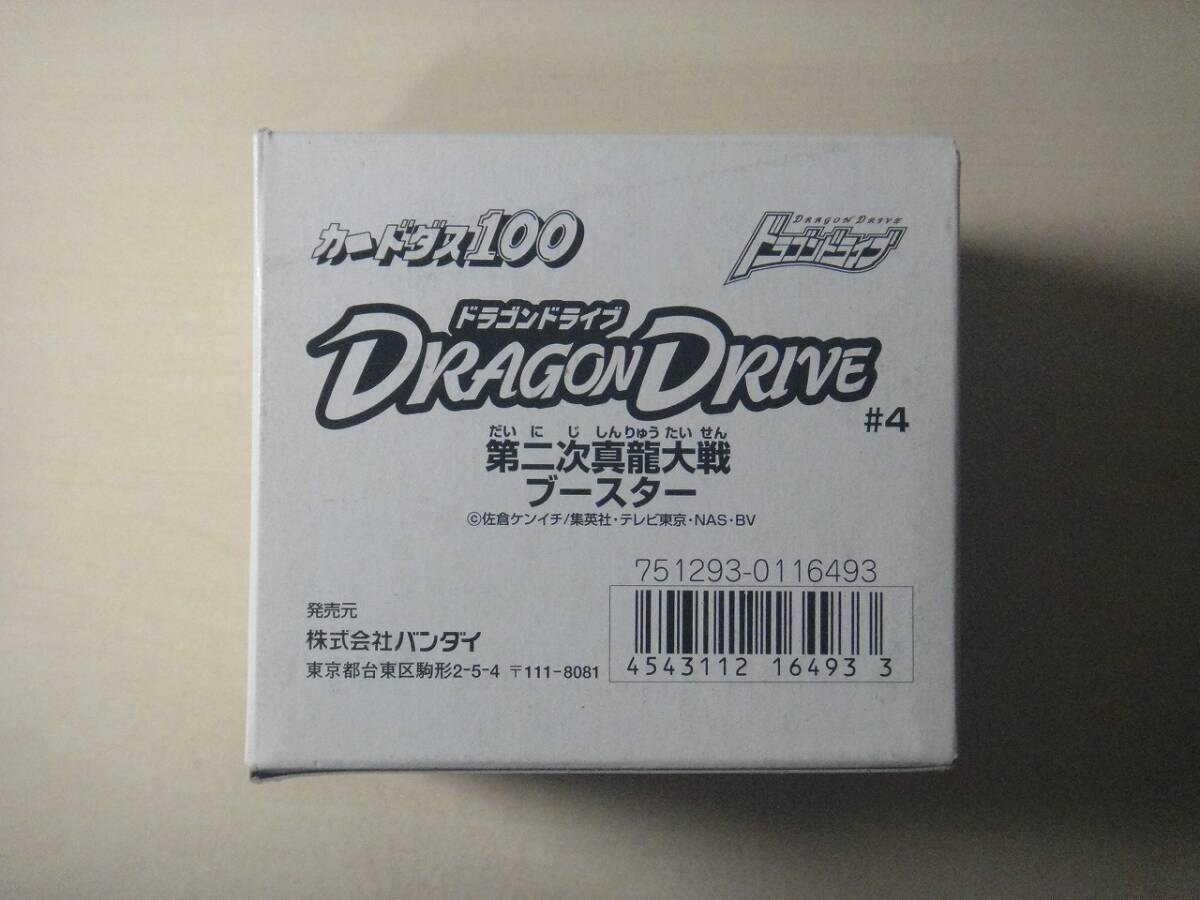 カードダス100
DRAGON DRIVE
ドラゴンドライブ
ドラゴンドライブ
DRAGON DRIVE
#4
だいにじしんりゅうたいせん
第二次真龍大戦
ブースター
©佐倉ケンイチ/集英社・テレビ東京・NAS・BV
751293-0116493
発売元
株式会社バンダイ
東京都台東区駒形2-5-4 〒111-8081
4543112 16493 3